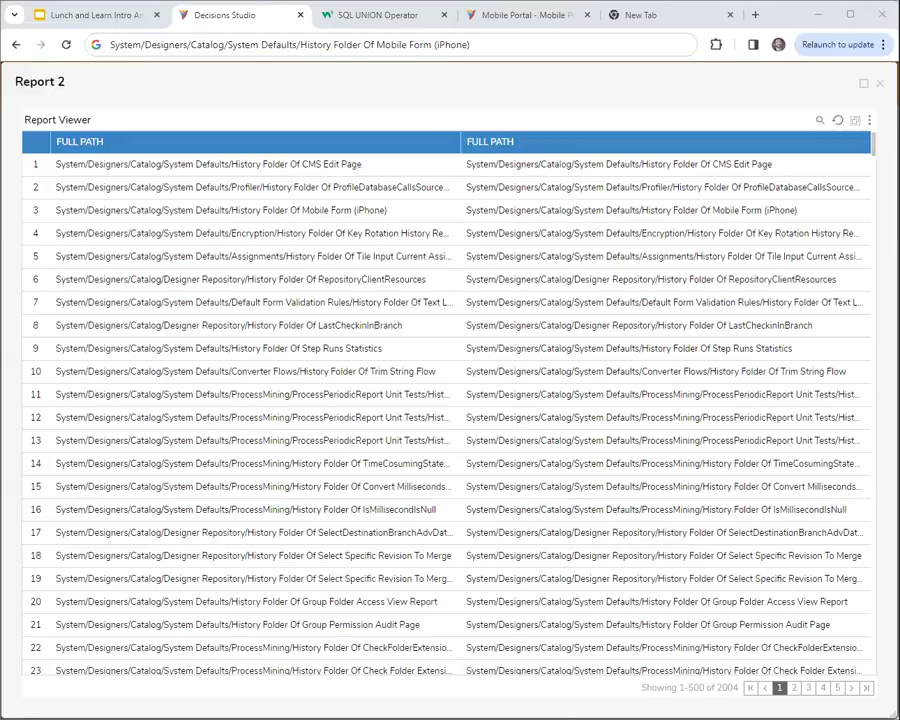 Lunch and Learn Intro An
Decisions Studio
SQL UNION Operator
Mobile Portal - Mobile P
New Tab
System/Designers/Catalog/System Defaults/History Folder Of Mobile Form (iPhone)
Relaunch to update
Report 2
Report Viewer
FULL PATH FULL PATH
1 System/Designers/Catalog/System Defaults/History Folder Of CMS Edit Page System/Designers/Catalog/System Defaults/History Folder Of CMS Edit Page
2 System/Designers/Catalog/System Defaults/Profiler/History Folder Of ProfileDatabaseCallsSource... System/Designers/Catalog/System Defaults/Profiler/History Folder Of ProfileDatabaseCallsSource...
3 System/Designers/Catalog/System Defaults/History Folder Of Mobile Form (iPhone) System/Designers/Catalog/System Defaults/History Folder Of Mobile Form (iPhone)
4 System/Designers/Catalog/System Defaults/Encryption/History Folder Of Key Rotation History Re... System/Designers/Catalog/System Defaults/Encryption/History Folder Of Key Rotation History Re...
5 System/Designers/Catalog/System Defaults/Assignments/History Folder Of Tile Input Current Assi... System/Designers/Catalog/System Defaults/Assignments/History Folder Of Tile Input Current Assi...
6 System/Designers/Catalog/Designer Repository/History Folder Of RepositoryClientResources System/Designers/Catalog/Designer Repository/History Folder Of RepositoryClientResources
7 System/Designers/Catalog/System Defaults/Default Form Validation Rules/History Folder Of Text L... System/Designers/Catalog/System Defaults/Default Form Validation Rules/History Folder Of Text L...
8 System/Designers/Catalog/Designer Repository/History Folder Of LastCheckinInBranch System/Designers/Catalog/Designer Repository/History Folder Of LastCheckinInBranch
9 System/Designers/Catalog/System Defaults/History Folder Of Step Runs Statistics System/Designers/Catalog/System Defaults/History Folder Of Step Runs Statistics
10 System/Designers/Catalog/System Defaults/Converter Flows/History Folder Of Trim String Flow System/Designers/Catalog/System Defaults/Converter Flows/History Folder Of Trim String Flow
11 System/Designers/Catalog/System Defaults/ProcessMining/ProcessPeriodicReport Unit Tests/Hist... System/Designers/Catalog/System Defaults/ProcessMining/ProcessPeriodicReport Unit Tests/Hist...
12 System/Designers/Catalog/System Defaults/ProcessMining/ProcessPeriodicReport Unit Tests/Hist... System/Designers/Catalog/System Defaults/ProcessMining/ProcessPeriodicReport Unit Tests/Hist...
13 System/Designers/Catalog/System Defaults/ProcessMining/ProcessPeriodicReport Unit Tests/Hist... System/Designers/Catalog/System Defaults/ProcessMining/ProcessPeriodicReport Unit Tests/Hist...
14 System/Designers/Catalog/System Defaults/ProcessMining/History Folder Of TimeCosumingState... System/Designers/Catalog/System Defaults/ProcessMining/History Folder Of TimeCosumingState...
15 System/Designers/Catalog/System Defaults/ProcessMining/History Folder Of Convert Milliseconds... System/Designers/Catalog/System Defaults/ProcessMining/History Folder Of Convert Milliseconds...
16 System/Designers/Catalog/System Defaults/ProcessMining/History Folder Of IsMillisecondIsNull System/Designers/Catalog/System Defaults/ProcessMining/History Folder Of IsMillisecondIsNull
17 System/Designers/Catalog/Designer Repository/History Folder Of SelectDestinationBranchAdvDat... System/Designers/Catalog/Designer Repository/History Folder Of SelectDestinationBranchAdvDat...
18 System/Designers/Catalog/Designer Repository/History Folder Of Select Specific Revision To Merge System/Designers/Catalog/Designer Repository/History Folder Of Select Specific Revision To Merge
19 System/Designers/Catalog/Designer Repository/History Folder Of Select Specific Revision To Merg... System/Designers/Catalog/Designer Repository/History Folder Of Select Specific Revision To Merg...
20 System/Designers/Catalog/System Defaults/History Folder Of Group Folder Access View Report System/Designers/Catalog/System Defaults/History Folder Of Group Folder Access View Report
21 System/Designers/Catalog/System Defaults/History Folder Of Group Permission Audit Page System/Designers/Catalog/System Defaults/History Folder Of Group Permission Audit Page
22 System/Designers/Catalog/System Defaults/ProcessMining/History Folder Of CheckFolderExtensio... System/Designers/Catalog/System Defaults/ProcessMining/History Folder Of CheckFolderExtensio...
23 System/Designers/Catalog/System Defaults/ProcessMining/History Folder Of Check Folder Extensi... System/Designers/Catalog/System Defaults/ProcessMining/History Folder Of Check Folder Extensi...
Showing 1-500 of 2004 1 2 3 4 5